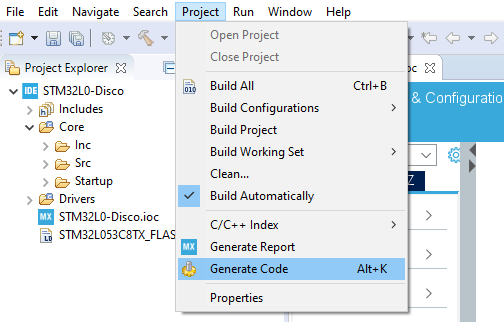 File Edit Navigate Search Project Run Window Help
Project Explorer
oc
& Configuratio
IDE STM32L0-Disco
Includes
Core
Inc
Src
Startup
Drivers
MX STM32L0-Disco.ioc
STM32L053C8TX_FLAS
Open Project
Close Project
010 Build All Ctrl+B
Build Configurations
Build Project
Build Working Set
Clean...
Build Automatically
C/C++ Index
MX Generate Report
Generate Code Alt+K
Properties
Z